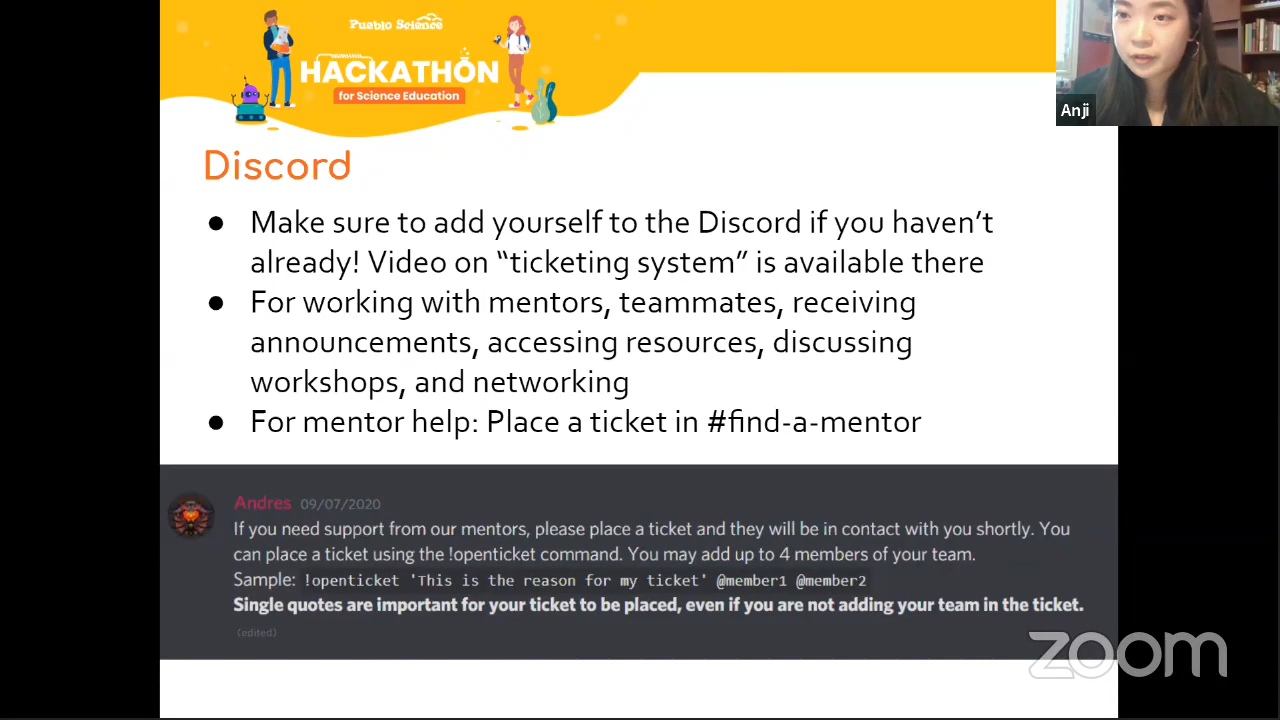 Pueblo Science
HACKATHON
for Science Education
Anji
Discord
● Make sure to add yourself to the Discord if you haven’t
already! Video on “ticketing system” is available there
● For working with mentors, teammates, receiving
announcements, accessing resources, discussing
workshops, and networking
● For mentor help: Place a ticket in #find-a-mentor
Andres 09/07/2020
If you need support from our mentors, please place a ticket and they will be in contact with you shortly. You
can place a ticket using the !openticket command. You may add up to 4 members of your team.
Sample: !openticket 'This is the reason for my ticket' @member1 @member2
Single quotes are important for your ticket to be placed, even if you are not adding your team in the ticket.
(edited)
zoom